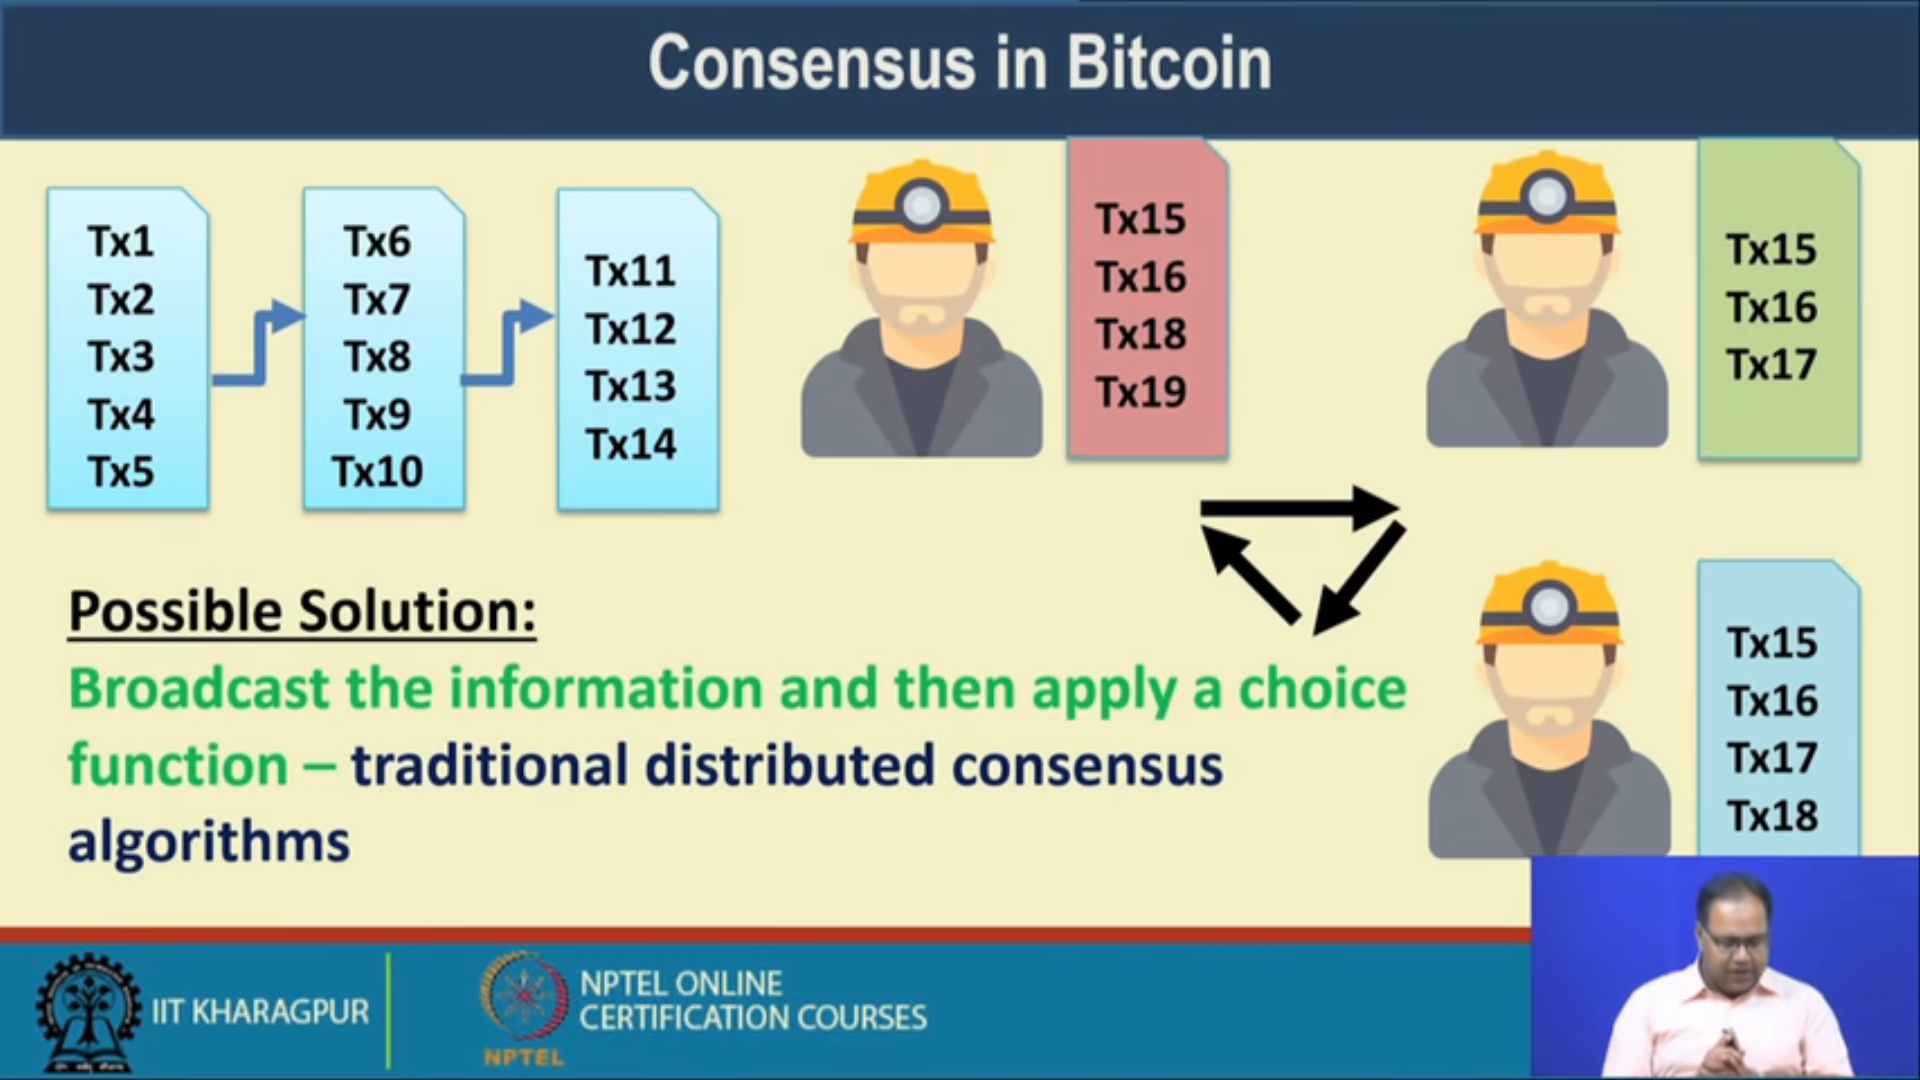 Consensus in Bitcoin
Tx1
Tx2
Tx3
Tx4
Tx5
Tx6
Tx7
Tx8
Tx9
Tx10
Tx11
Tx12
Tx13
Tx14
Tx15
Tx16
Tx18
Tx19
Tx15
Tx16
Tx17
Tx15
Tx16
Tx17
Tx18
Possible Solution:
Broadcast the information and then apply a choice
function – traditional distributed consensus
algorithms
IIT KHARAGPUR
NPTEL
NPTEL ONLINE
CERTIFICATION COURSES